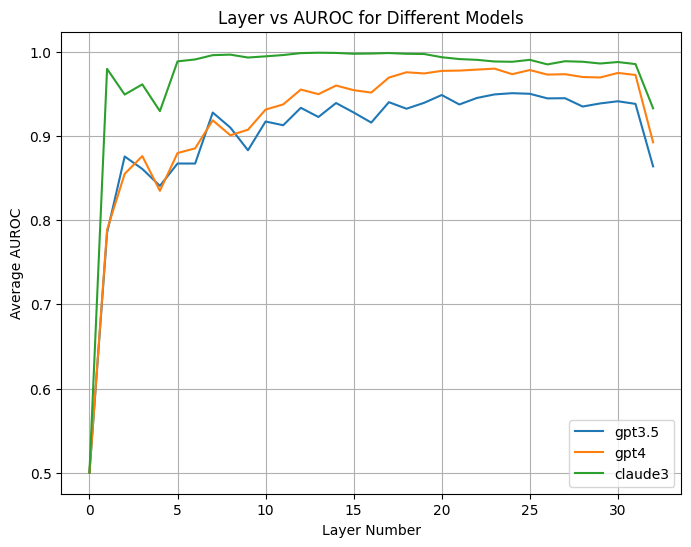 Layer vs AUROC for Different Models
1.0
0.9
0.8
0.7
0.6
0.5
Average AUROC
0 5 10 15 20 25 30
Layer Number
gpt3.5
gpt4
claude3